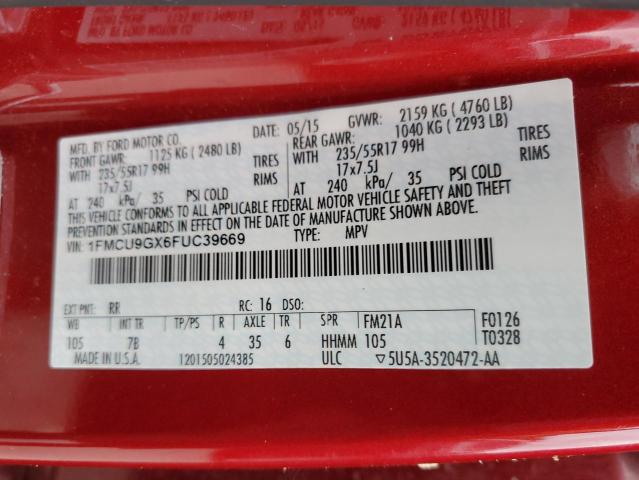 MFD. BY FORD MOTOR CO.
DATE: 05/15 GVWR: 2159 KG ( 4760 LB)
FRONT GAWR: 1125 KG ( 2480 LB) REAR GAWR: 1040 KG ( 2293 LB)
WITH 235/55R17 99H TIRES WITH 235/55R17 99H TIRES
17x7.5J RIMS 17x7.5J RIMS
AT 240 kPa/ 35 PSI COLD AT 240 kPa/ 35 PSI COLD
THIS VEHICLE CONFORMS TO ALL APPLICABLE FEDERAL MOTOR VEHICLE SAFETY AND THEFT
PREVENTION STANDARDS IN EFFECT ON THE DATE OF MANUFACTURE SHOWN ABOVE.
VIN: 1FMCU9GX6FUC39669 TYPE: MPV
EXT PNT: RR RC: 16 DSO:
WB INT TR TP/PS R AXLE TR SPR FM21A F0126
105 7B 4 35 6 HHMM 105 T0328
MADE IN U.S.A. 1201505024385 ULC ▽5U5A-3520472-AA